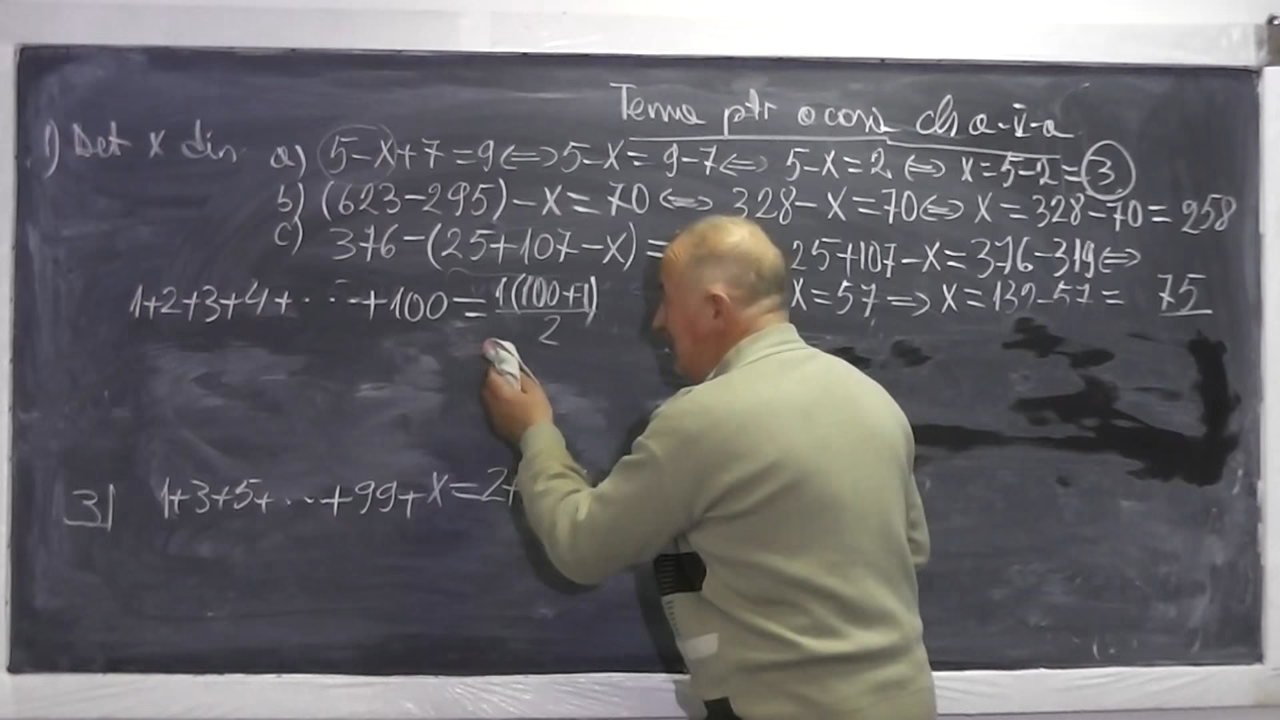 Tema ptr acasă cls a-V-a
1) Det x din a) 5-x+7=9⇔5-x=9-7⇔ 5-x=2 ⇔ x=5-2=3
b) (623-295)-x=70 ⇔ 328-x=70⇔ x=328-70=258
c) 376-(25+107-x)= 25+107-x=376-319⇔
1+2+3+4+...+100=1(100+1)/2 x=57⇒x=132-57= 75
3) 1+3+5+...+99+x=2+